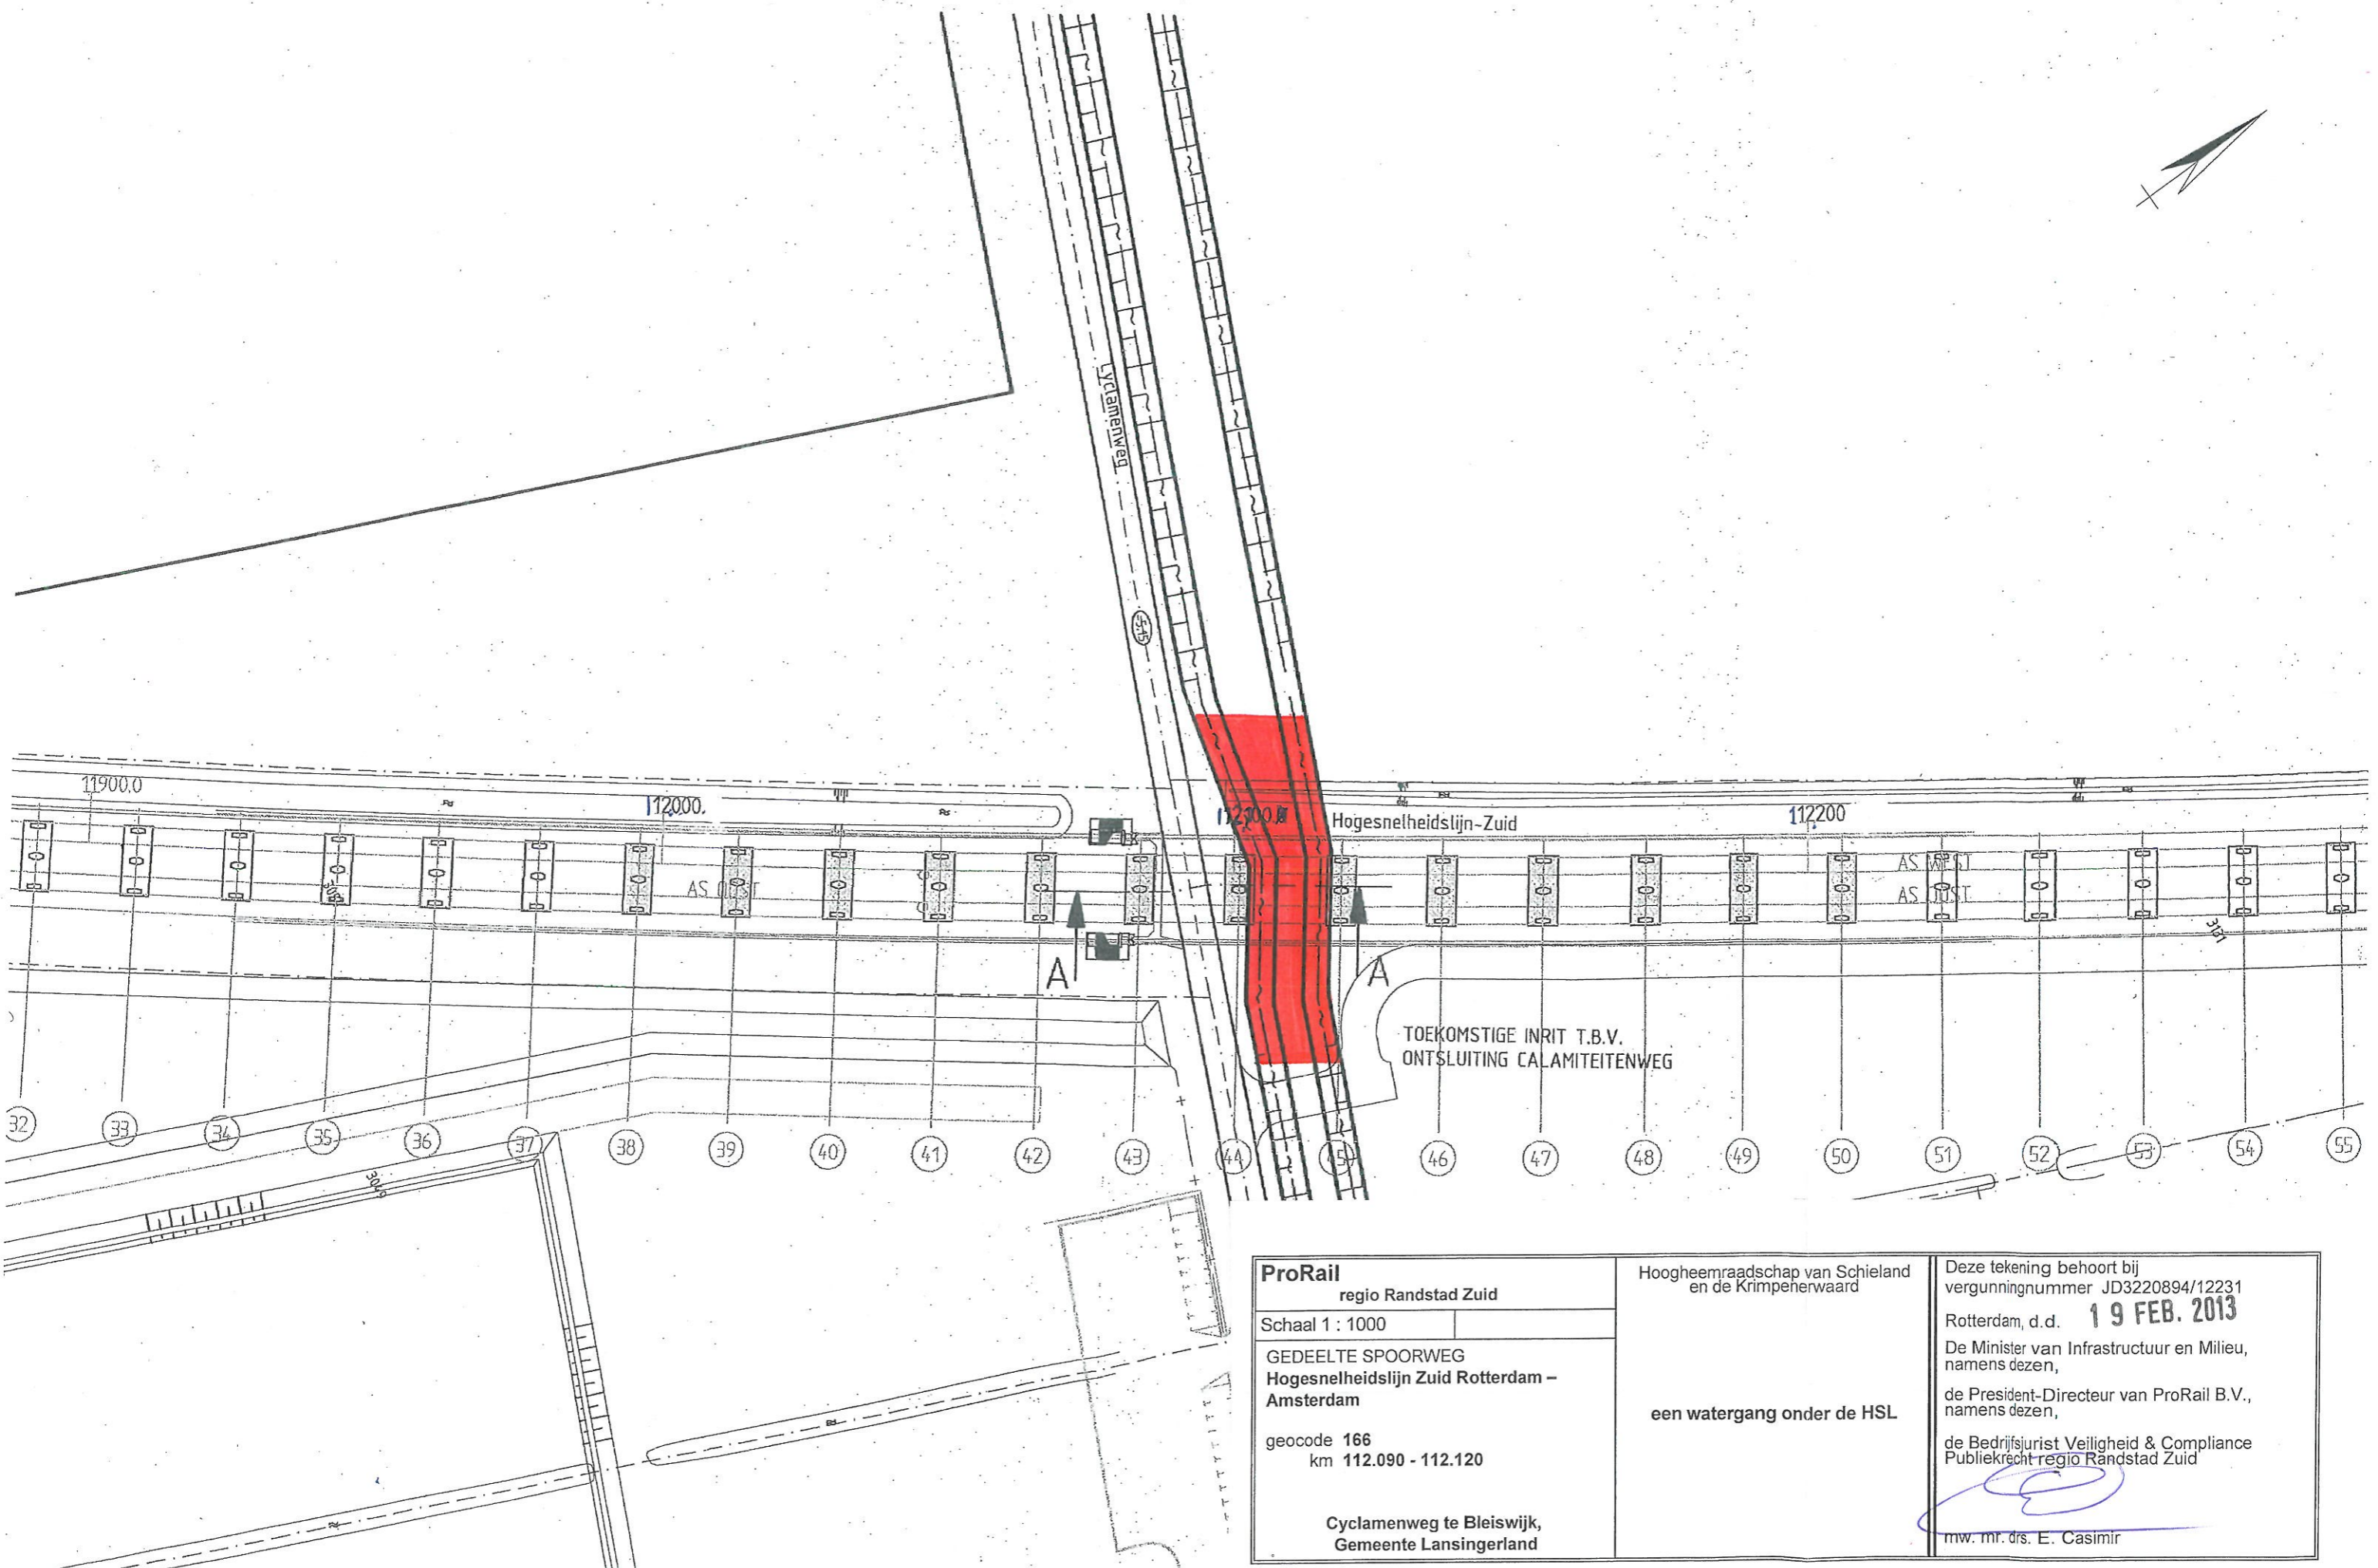 Lyclamenweg
-5.45
11900.0
112000.
112100.0
Hogesnelheidslijn-Zuid
112200
AS OOST
AS WEST
AS OOST
3131
A
A
TOEKOMSTIGE INRIT T.B.V.
ONTSLUITING CALAMITEITENWEG
32
33
34
35
36
37
38
39
40
41
42
43
44
45
46
47
48
49
50
51
52
53
54
55
3049
ProRail
regio Randstad Zuid
Schaal 1 : 1000
GEDEELTE SPOORWEG
Hogesnelheidslijn Zuid Rotterdam –
Amsterdam
geocode 166
km 112.090 - 112.120
Cyclamenweg te Bleiswijk,
Gemeente Lansingerland
Hoogheemraadschap van Schieland
en de Krimpenerwaard
een watergang onder de HSL
Deze tekening behoort bij
vergunningnummer JD3220894/12231
Rotterdam, d.d. 19 FEB. 2013
De Minister van Infrastructuur en Milieu,
namens dezen,
de President-Directeur van ProRail B.V.,
namens dezen,
de Bedrijfsjurist Veiligheid & Compliance
Publiekrecht regio Randstad Zuid
mw. mr. drs. E. Casimir